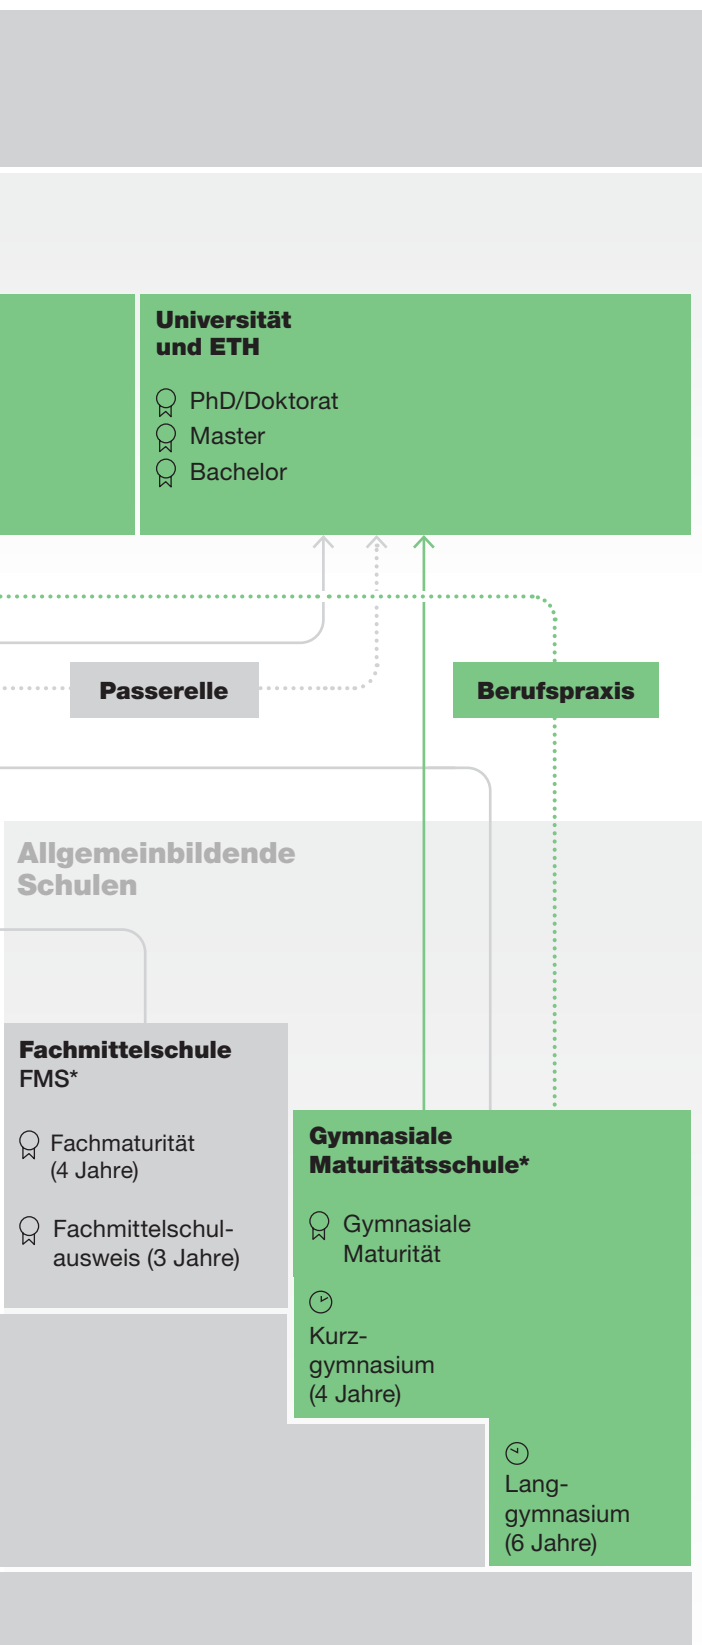 Universität
und ETH
PhD/Doktorat
Master
Bachelor
Passerelle
Berufspraxis
Allgemeinbildende
Schulen
Fachmittelschule
FMS*
Fachmaturität
(4 Jahre)
Fachmittelschul-
ausweis (3 Jahre)
Gymnasiale
Maturitätsschule*
Gymnasiale
Maturität
Kurz-
gymnasium
(4 Jahre)
Lang-
gymnasium
(6 Jahre)